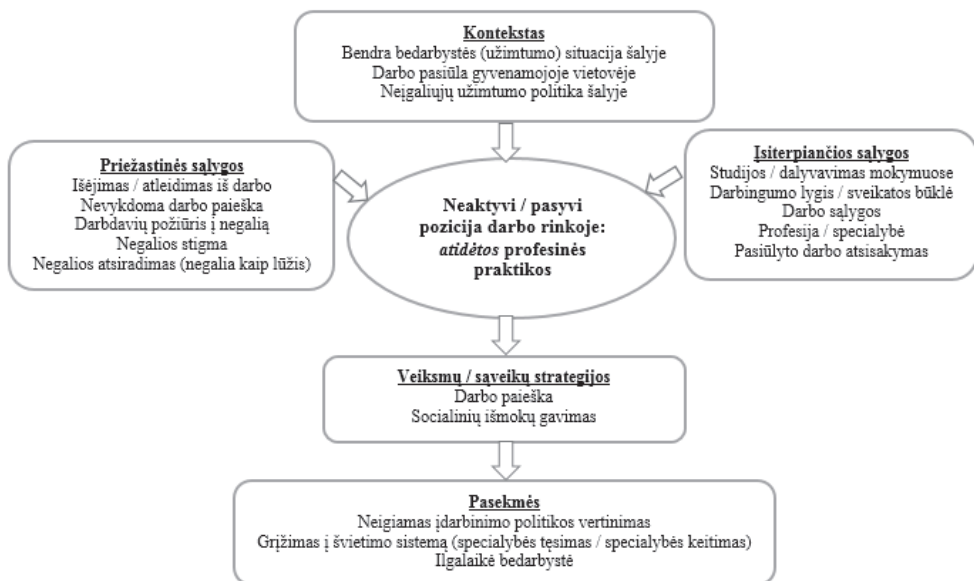 Kontekstas
Bendra bedarbystės (užimtumo) situacija šalyje
Darbo pasiūla gyvenamojoje vietovėje
Neįgaliųjų užimtumo politika šalyje
Priežastinės sąlygos
Išėjimas / atleidimas iš darbo
Nevykdoma darbo paieška
Darbdavių požiūris į negalią
Negalios stigma
Negalios atsiradimas (negalia kaip lūžis)
Neaktyvi / pasyvi
pozicija darbo rinkoje:
atidėtos profesinės
praktikos
Įsiterpiančios sąlygos
Studijos / dalyvavimas mokymuose
Darbingumo lygis / sveikatos būklė
Darbo sąlygos
Profesija / specialybė
Pasiūlyto darbo atsisakymas
Veiksmų / sąveikų strategijos
Darbo paieška
Socialinių išmokų gavimas
Pasekmės
Neigiamas įdarbinimo politikos vertinimas
Grįžimas į švietimo sistemą (specialybės tęsimas / specialybės keitimas)
Ilgalaikė bedarbystė